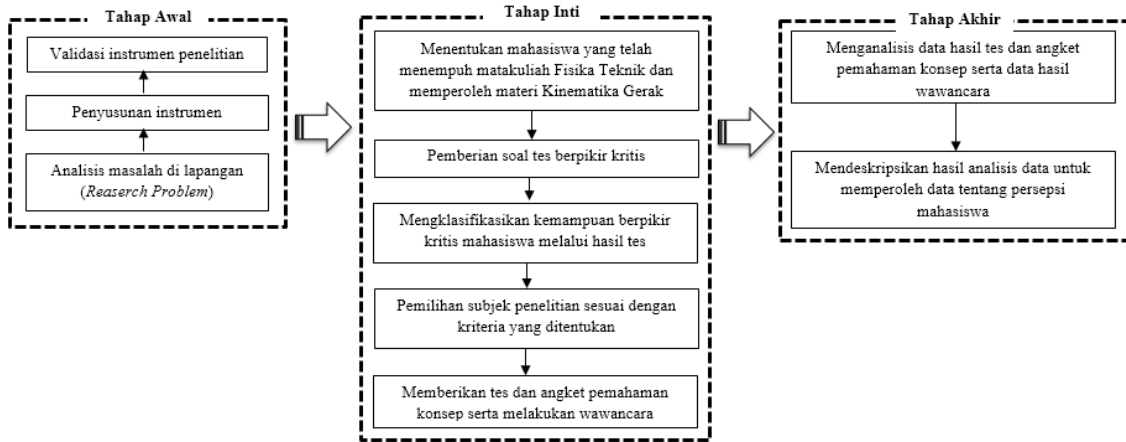 Tahap Awal
Validasi instrumen penelitian
Penyusunan instrumen
Analisis masalah di lapangan
(Reaserch Problem)
Tahap Inti
Menentukan mahasiswa yang telah
menempuh matakuliah Fisika Teknik dan
memperoleh materi Kinematika Gerak
Pemberian soal tes berpikir kritis
Mengklasifikasikan kemampuan berpikir
kritis mahasiswa melalui hasil tes
Pemilihan subjek penelitian sesuai dengan
kriteria yang ditentukan
Memberikan tes dan angket pemahaman
konsep serta melakukan wawancara
Tahap Akhir
Menganalisis data hasil tes dan angket
pemahaman konsep serta data hasil
wawancara
Mendeskripsikan hasil analisis data untuk
memperoleh data tentang persepsi
mahasiswa